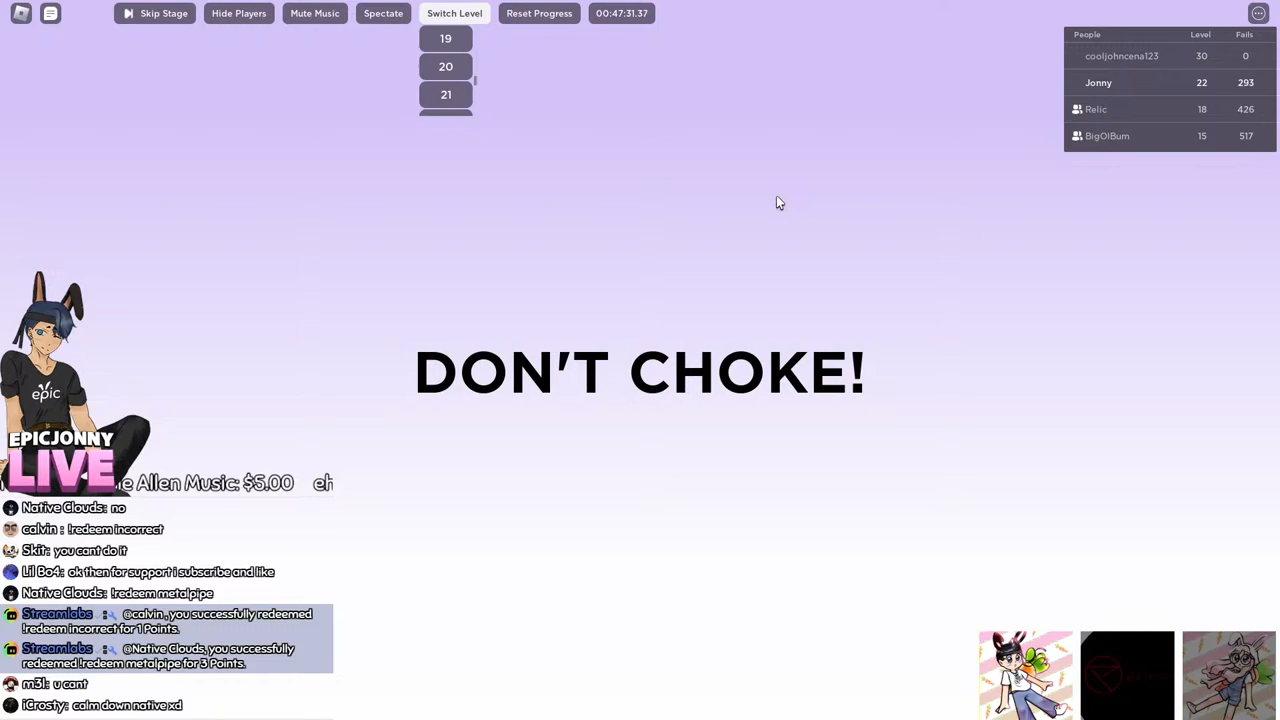 Skip Stage
Hide Players
Mute Music
Spectate
Switch Level
Reset Progress
00:47:31.37
19
20
21
People Level Fails
cooljohncena123 30 0
Jonny 22 293
Relic 18 426
BigOlBum 15 517
DON'T CHOKE!
epic
EPICJONNY
LIVE
e Allen Music: $5.00 eh
Native Clouds: no
calvin : !redeem incorrect
Skit: you cant do it
Lil Bo4: ok then for support i subscribe and like
Native Clouds: !redeem metalpipe
Streamlabs : @calvin , you successfully redeemed
!redeem incorrect for 1 Points.
Streamlabs : @Native Clouds, you successfully
redeemed !redeem metalpipe for 3 Points.
m3l: u cant
iCrosty: calm down native xd